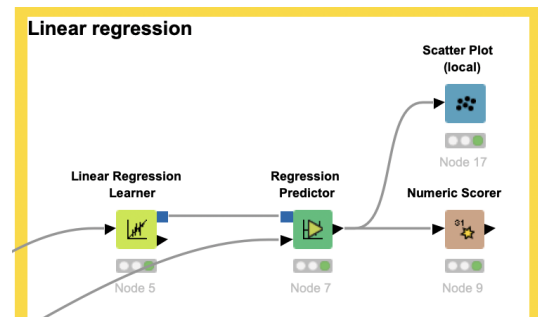 Linear regression
Scatter Plot
(local)
Node 17
Linear Regression
Learner
Node 5
Regression
Predictor
Node 7
Numeric Scorer
Node 9